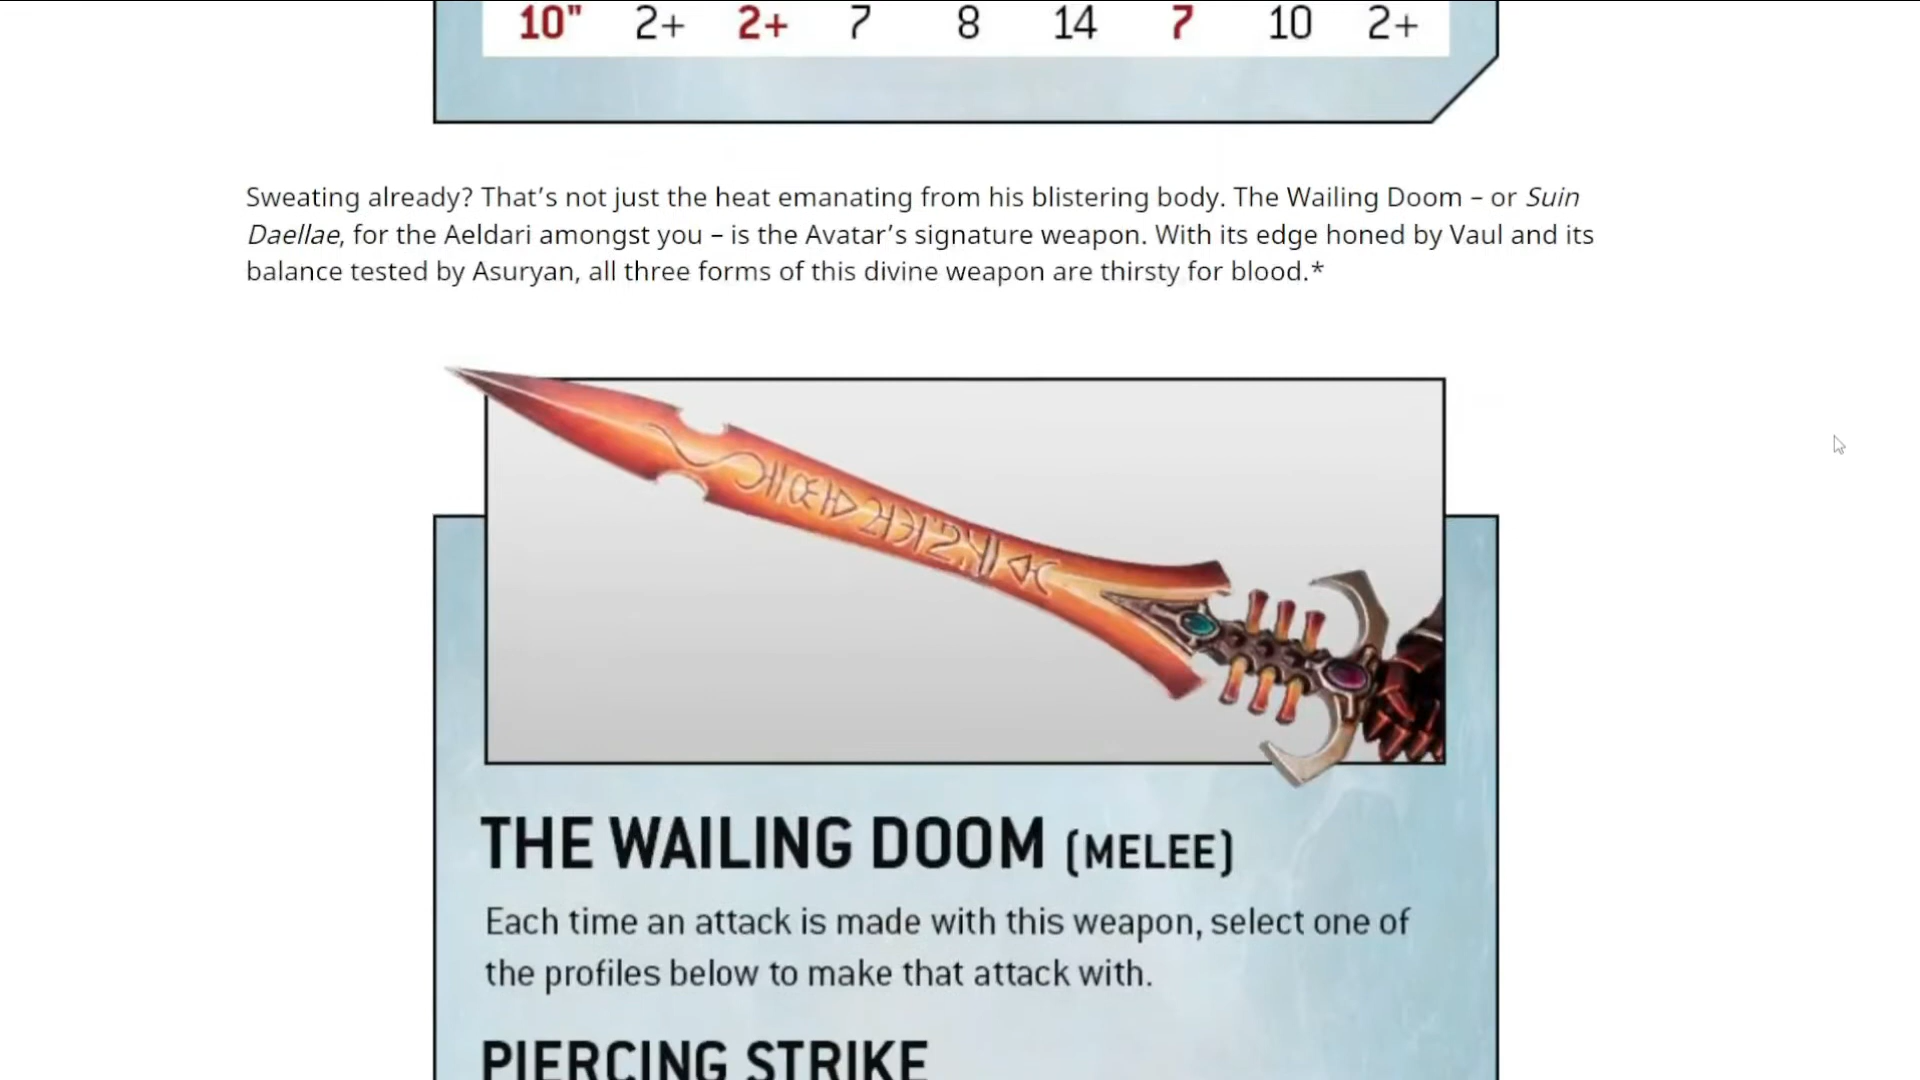 10" 2+ 2+ 7 8 14 7 10 2+
Sweating already? That’s not just the heat emanating from his blistering body. The Wailing Doom – or Suin
Daellae, for the Aeldari amongst you – is the Avatar’s signature weapon. With its edge honed by Vaul and its
balance tested by Asuryan, all three forms of this divine weapon are thirsty for blood.*
THE WAILING DOOM (MELEE)
Each time an attack is made with this weapon, select one of
the profiles below to make that attack with.
PIERCING STRIKE